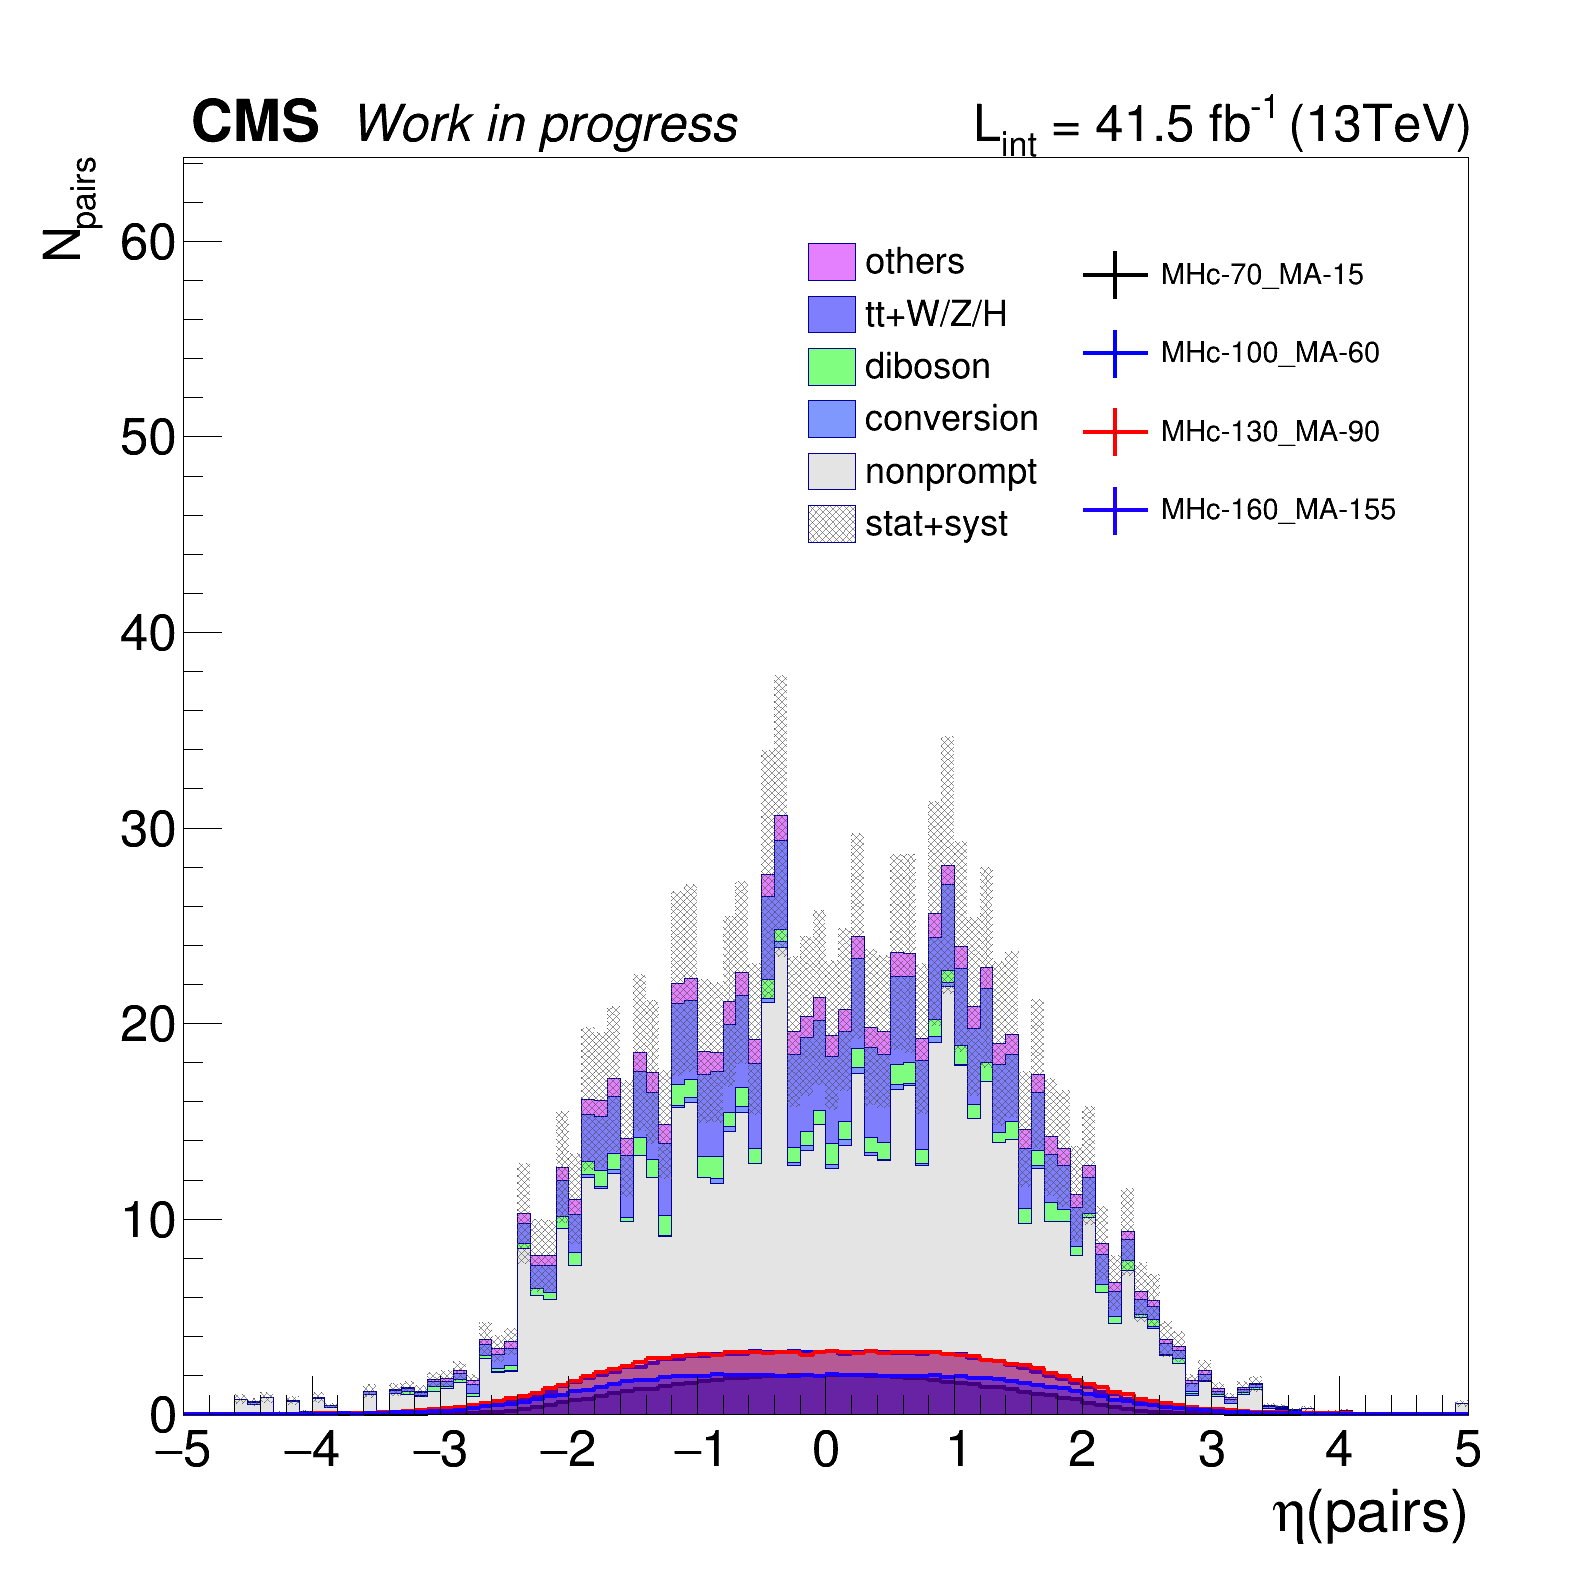 CMS Work in progress L_int = 41.5 fb^-1 (13TeV)
N_pairs
60
50
40
30
20
10
0
others
tt+W/Z/H
diboson
conversion
nonprompt
stat+syst
MHc-70_MA-15
MHc-100_MA-60
MHc-130_MA-90
MHc-160_MA-155
−5 −4 −3 −2 −1 0 1 2 3 4 5
η(pairs)